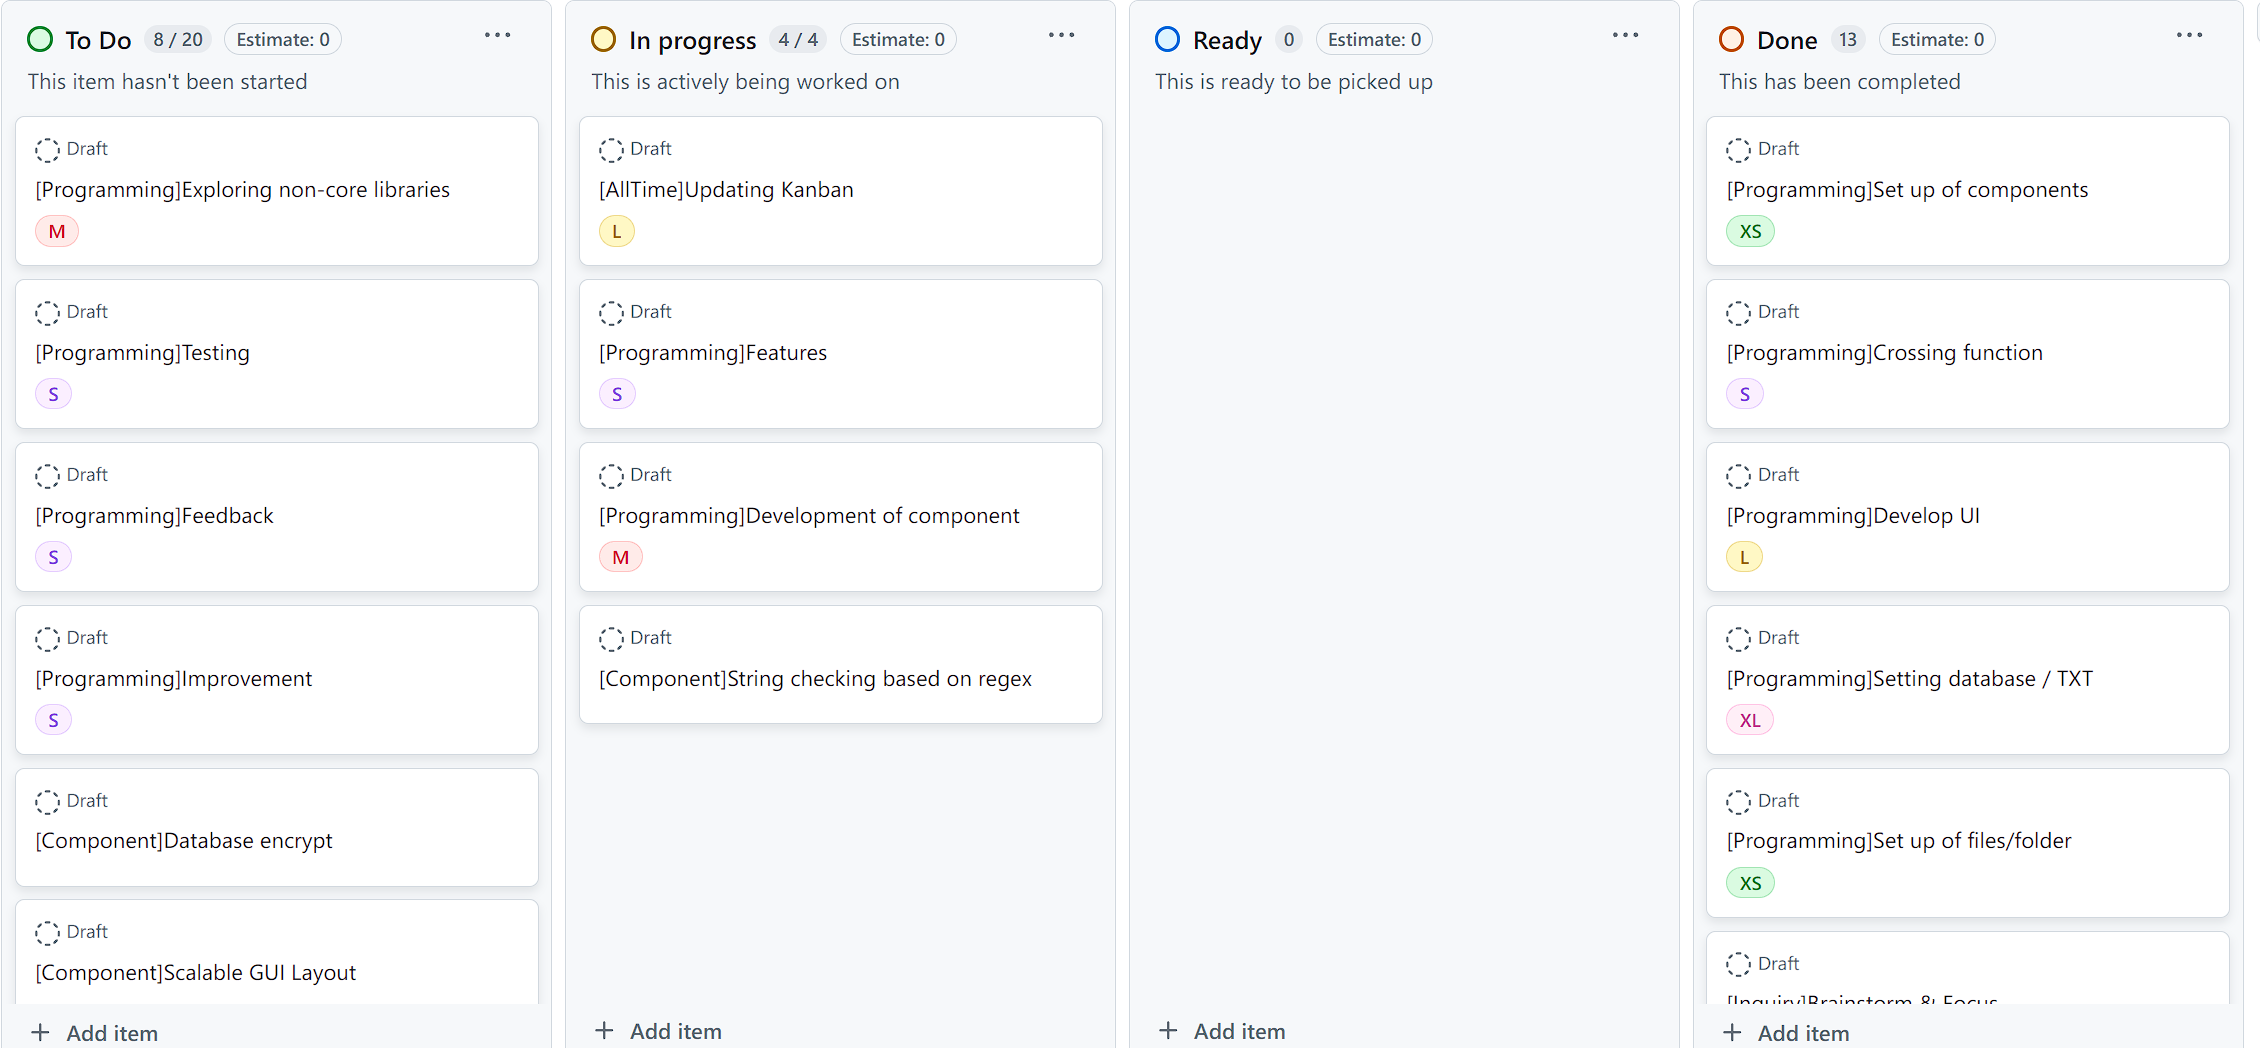 To Do 8 / 20 Estimate: 0 ...
This item hasn't been started
Draft
[Programming]Exploring non-core libraries
M
Draft
[Programming]Testing
S
Draft
[Programming]Feedback
S
Draft
[Programming]Improvement
S
Draft
[Component]Database encrypt
Draft
[Component]Scalable GUI Layout
+ Add item
In progress 4 / 4 Estimate: 0 ...
This is actively being worked on
Draft
[AllTime]Updating Kanban
L
Draft
[Programming]Features
S
Draft
[Programming]Development of component
M
Draft
[Component]String checking based on regex
+ Add item
Ready 0 Estimate: 0 ...
This is ready to be picked up
+ Add item
Done 13 Estimate: 0 ...
This has been completed
Draft
[Programming]Set up of components
XS
Draft
[Programming]Crossing function
S
Draft
[Programming]Develop UI
L
Draft
[Programming]Setting database / TXT
XL
Draft
[Programming]Set up of files/folder
XS
Draft
[Inquiry]Brainstorm & Focus
+ Add item